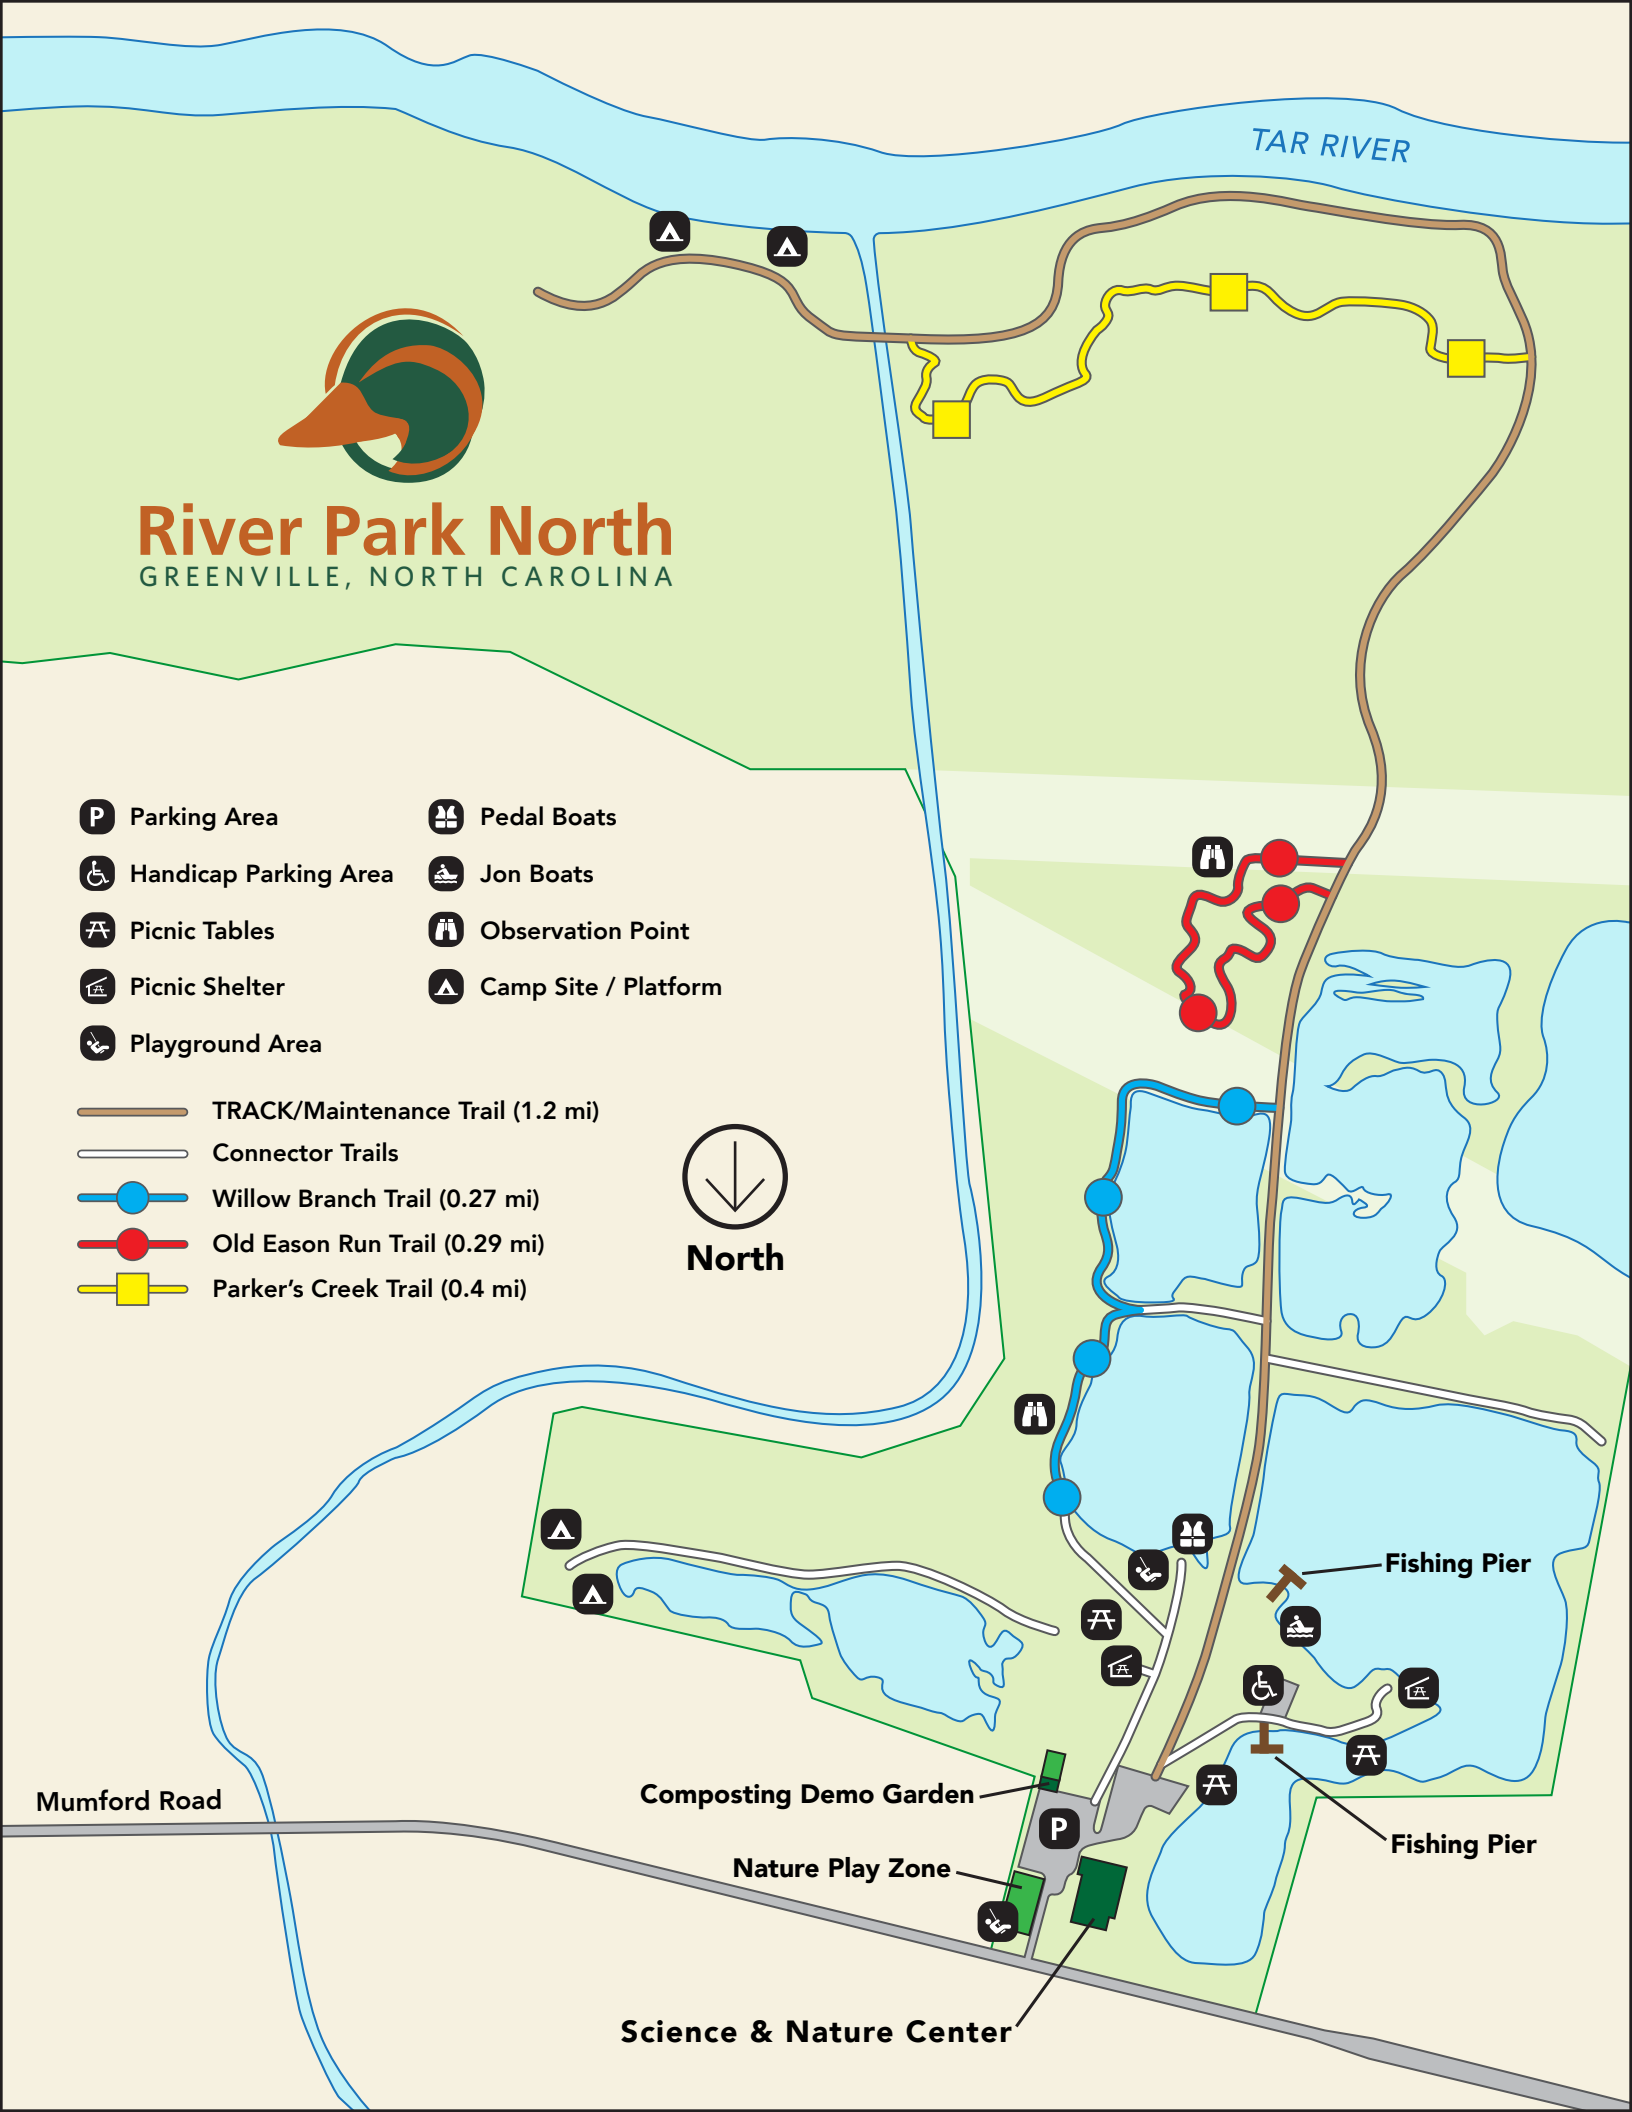 TAR RIVER
River Park North
GREENVILLE, NORTH CAROLINA
P Parking Area
Handicap Parking Area
Picnic Tables
Picnic Shelter
Playground Area
Pedal Boats
Jon Boats
Observation Point
Camp Site / Platform
TRACK/Maintenance Trail (1.2 mi)
Connector Trails
Willow Branch Trail (0.27 mi)
Old Eason Run Trail (0.29 mi)
Parker's Creek Trail (0.4 mi)
North
Fishing Pier
Composting Demo Garden
Mumford Road
P
Fishing Pier
Nature Play Zone
Science & Nature Center